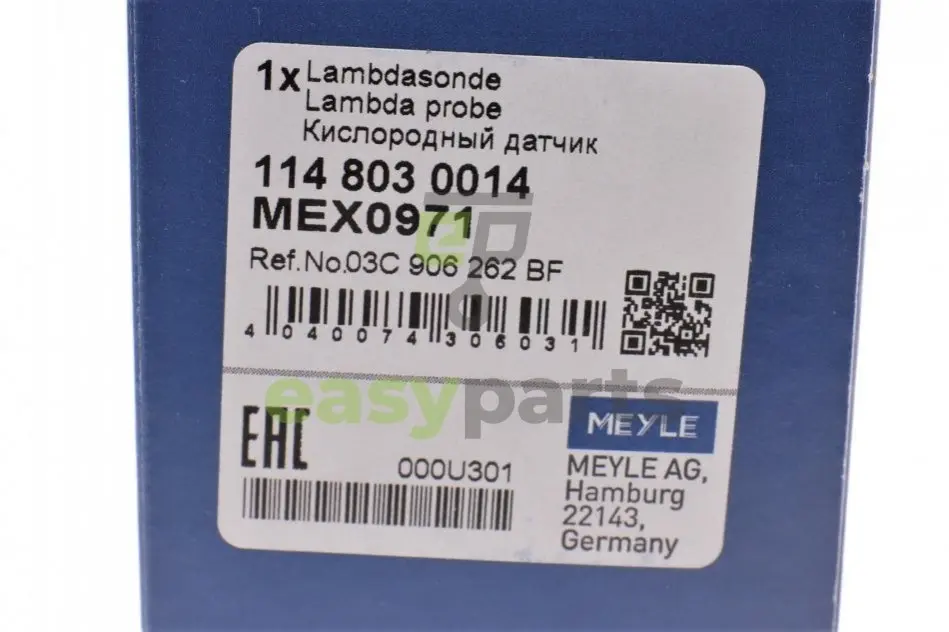 1x Lambdasonde
Lambda probe
Кислородный датчик
114 803 0014
MEX0971
Ref.No.03C 906 262 BF
4 040074 306031
easyparts
EAC
000U301
MEYLE
MEYLE AG,
Hamburg
22143,
Germany